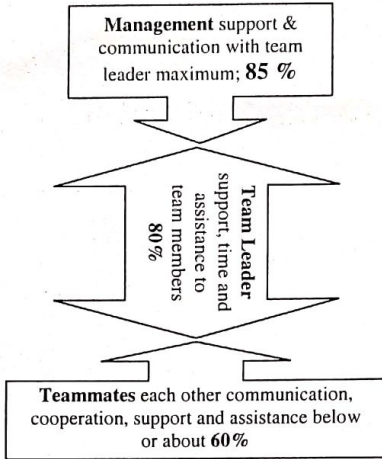 Management support &
communication with team
leader maximum; 85 %
Team Leader
support, time and
assistance to
team members
80%
Teammates each other communication,
cooperation, support and assistance below
or about 60%